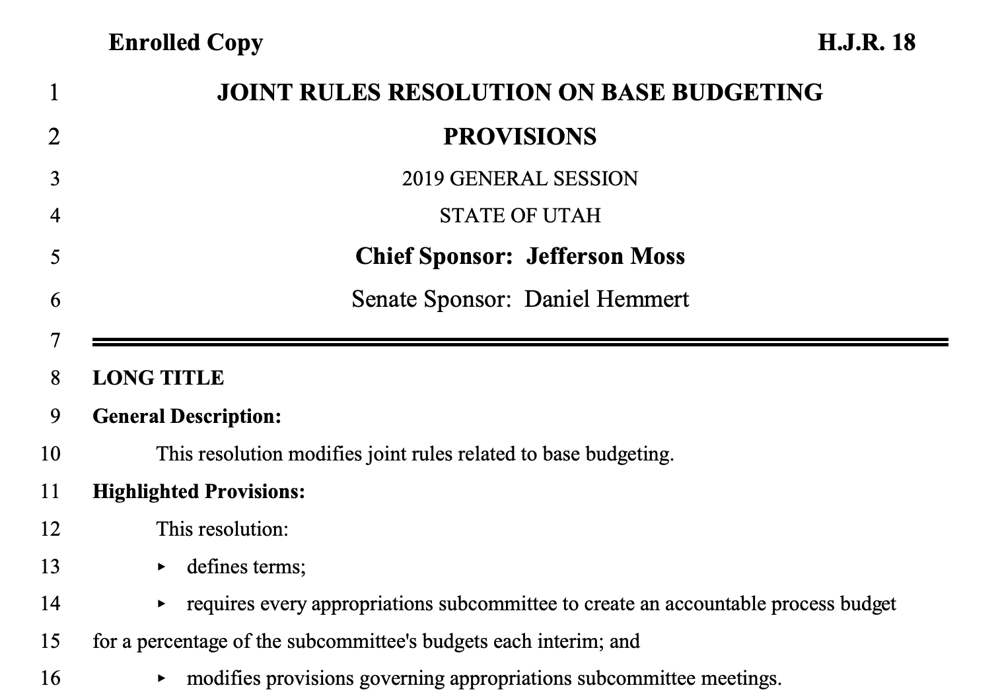 Enrolled Copy H.J.R. 18
1 JOINT RULES RESOLUTION ON BASE BUDGETING
2 PROVISIONS
3 2019 GENERAL SESSION
4 STATE OF UTAH
5 Chief Sponsor: Jefferson Moss
6 Senate Sponsor: Daniel Hemmert
7
8 LONG TITLE
9 General Description:
10 This resolution modifies joint rules related to base budgeting.
11 Highlighted Provisions:
12 This resolution:
13 ▸ defines terms;
14 ▸ requires every appropriations subcommittee to create an accountable process budget
15 for a percentage of the subcommittee's budgets each interim; and
16 ▸ modifies provisions governing appropriations subcommittee meetings.